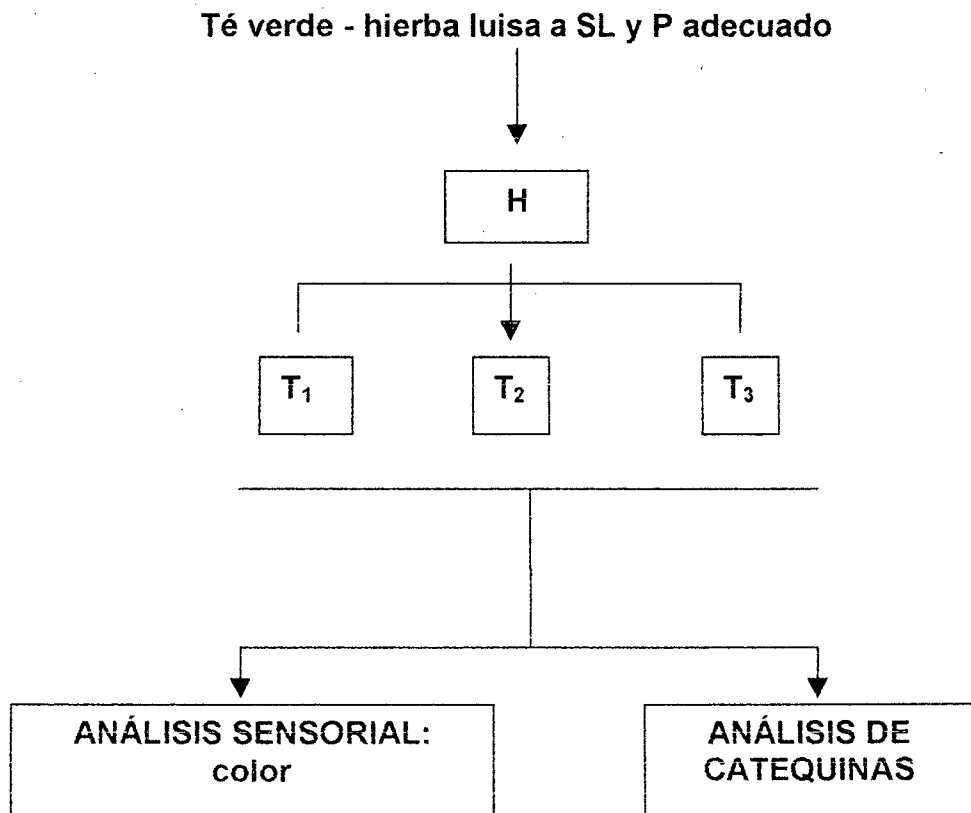 Té verde - hierba luisa a SL y P adecuado
H
T₁ T₂ T₃
ANÁLISIS SENSORIAL:
color
ANÁLISIS DE
CATEQUINAS